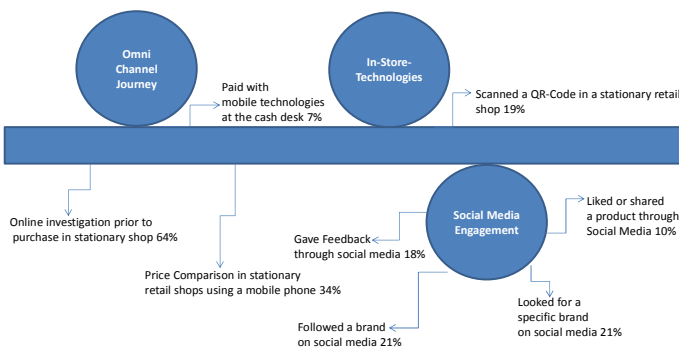 Omni
Channel
Journey
In-Store-
Technologies
Paid with
mobile technologies
at the cash desk 7%
Scanned a QR-Code in a stationary retail
shop 19%
Online investigation prior to
purchase in stationary shop 64%
Price Comparison in stationary
retail shops using a mobile phone 34%
Social Media
Engagement
Gave Feedback
through social media 18%
Liked or shared
a product through
Social Media 10%
Followed a brand
on social media 21%
Looked for a
specific brand
on social media 21%